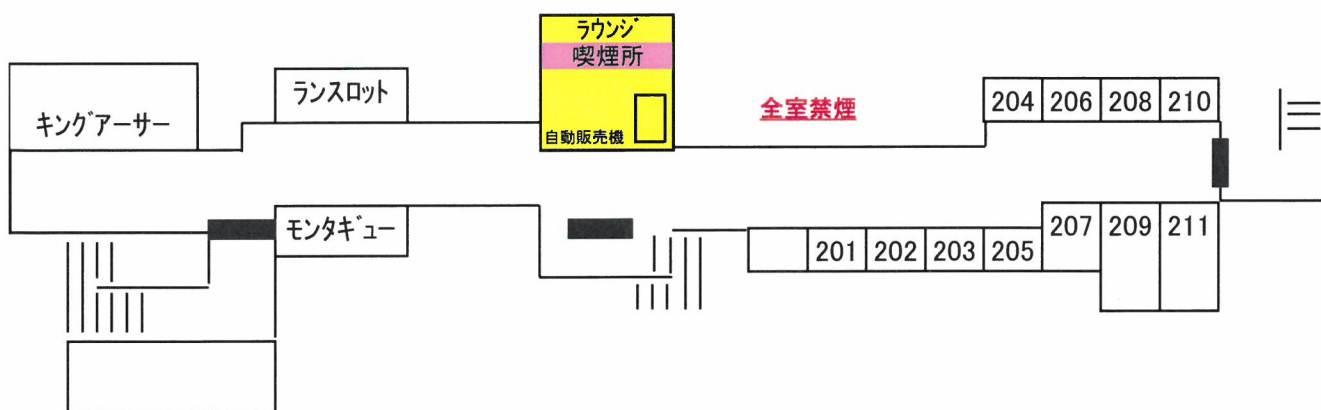 ラウンジ
喫煙所
自動販売機
キングアーサー
ランスロット
モンタギュー
全室禁煙
204 206 208 210
201 202 203 205 207 209 211